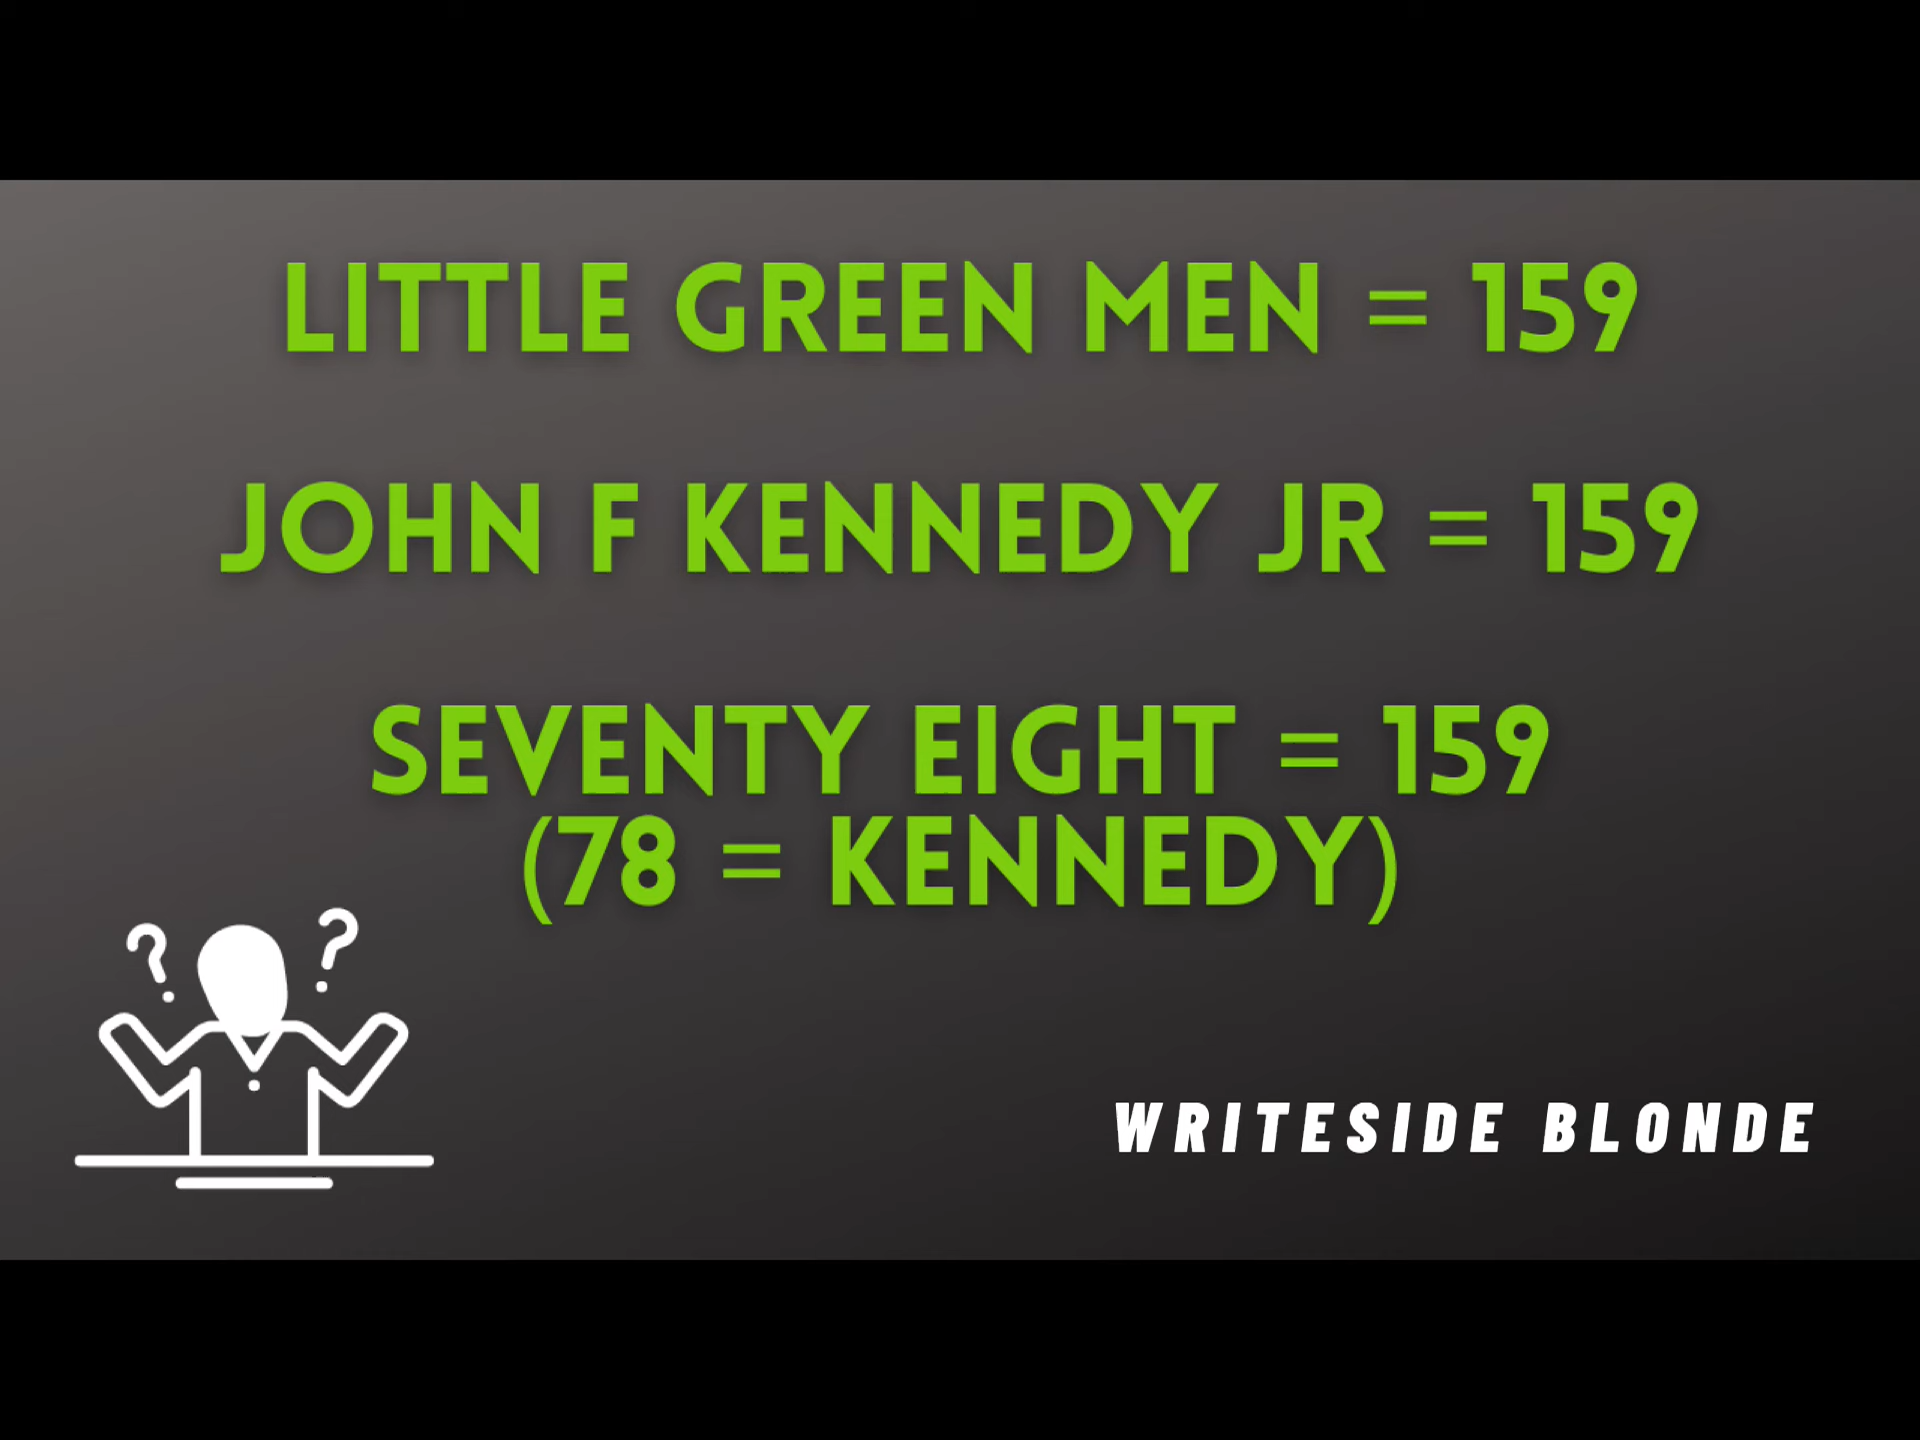 LITTLE GREEN MEN = 159
JOHN F KENNEDY JR = 159
SEVENTY EIGHT = 159
(78 = KENNEDY)
? ?
WRITESIDE BLONDE